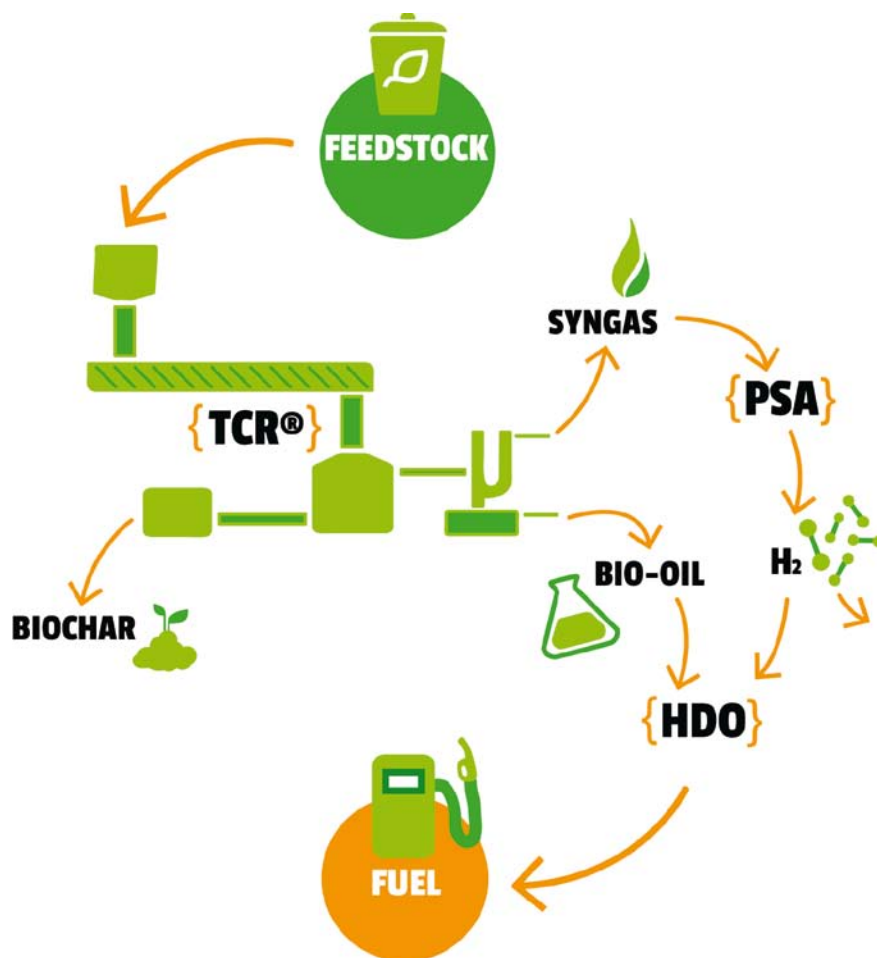 FEEDSTOCK
SYNGAS
{PSA}
{TCR®}
H₂
BIO-OIL
BIOCHAR
{HDO}
FUEL